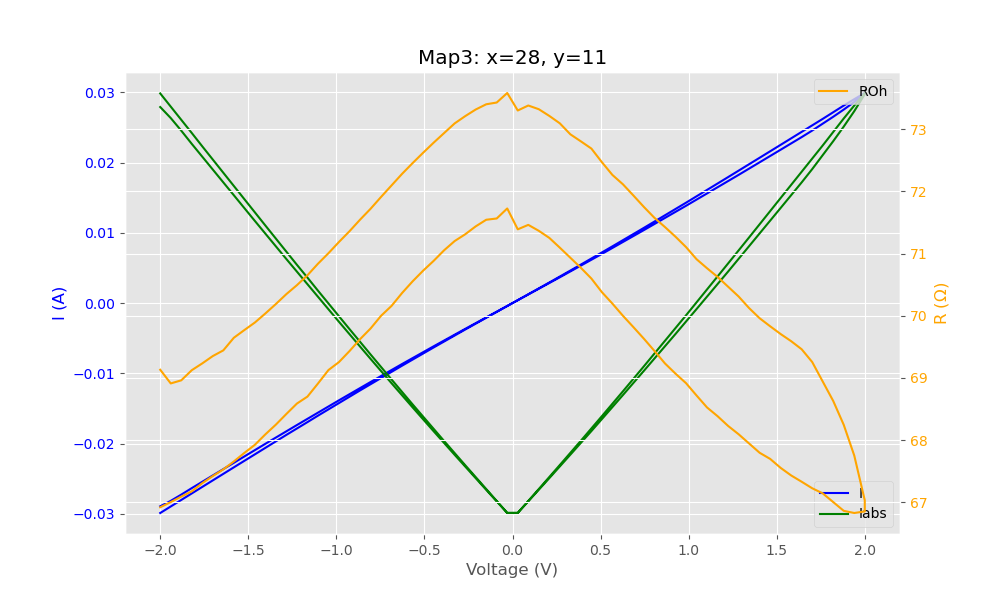 Map3: x=28, y=11
ROh
0.03
0.02
0.01
0.00
−0.01
−0.02
−0.03
I (A)
73
72
71
70
69
68
67
R (Ω)
I
Iabs
−2.0 −1.5 −1.0 −0.5 0.0 0.5 1.0 1.5 2.0
Voltage (V)